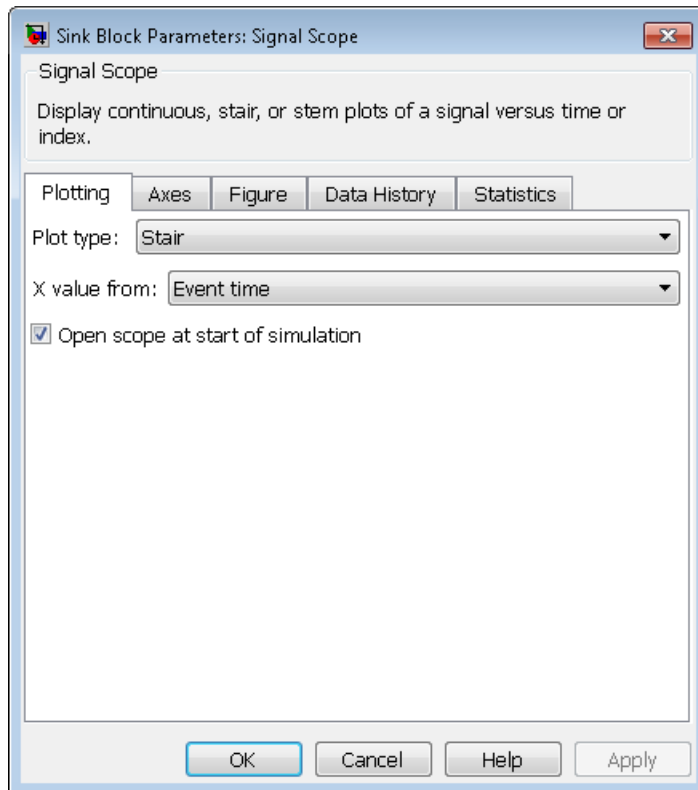 Sink Block Parameters: Signal Scope
Signal Scope
Display continuous, stair, or stem plots of a signal versus time or
index.
Plotting Axes Figure Data History Statistics
Plot type: Stair
X value from: Event time
Open scope at start of simulation
OK Cancel Help Apply